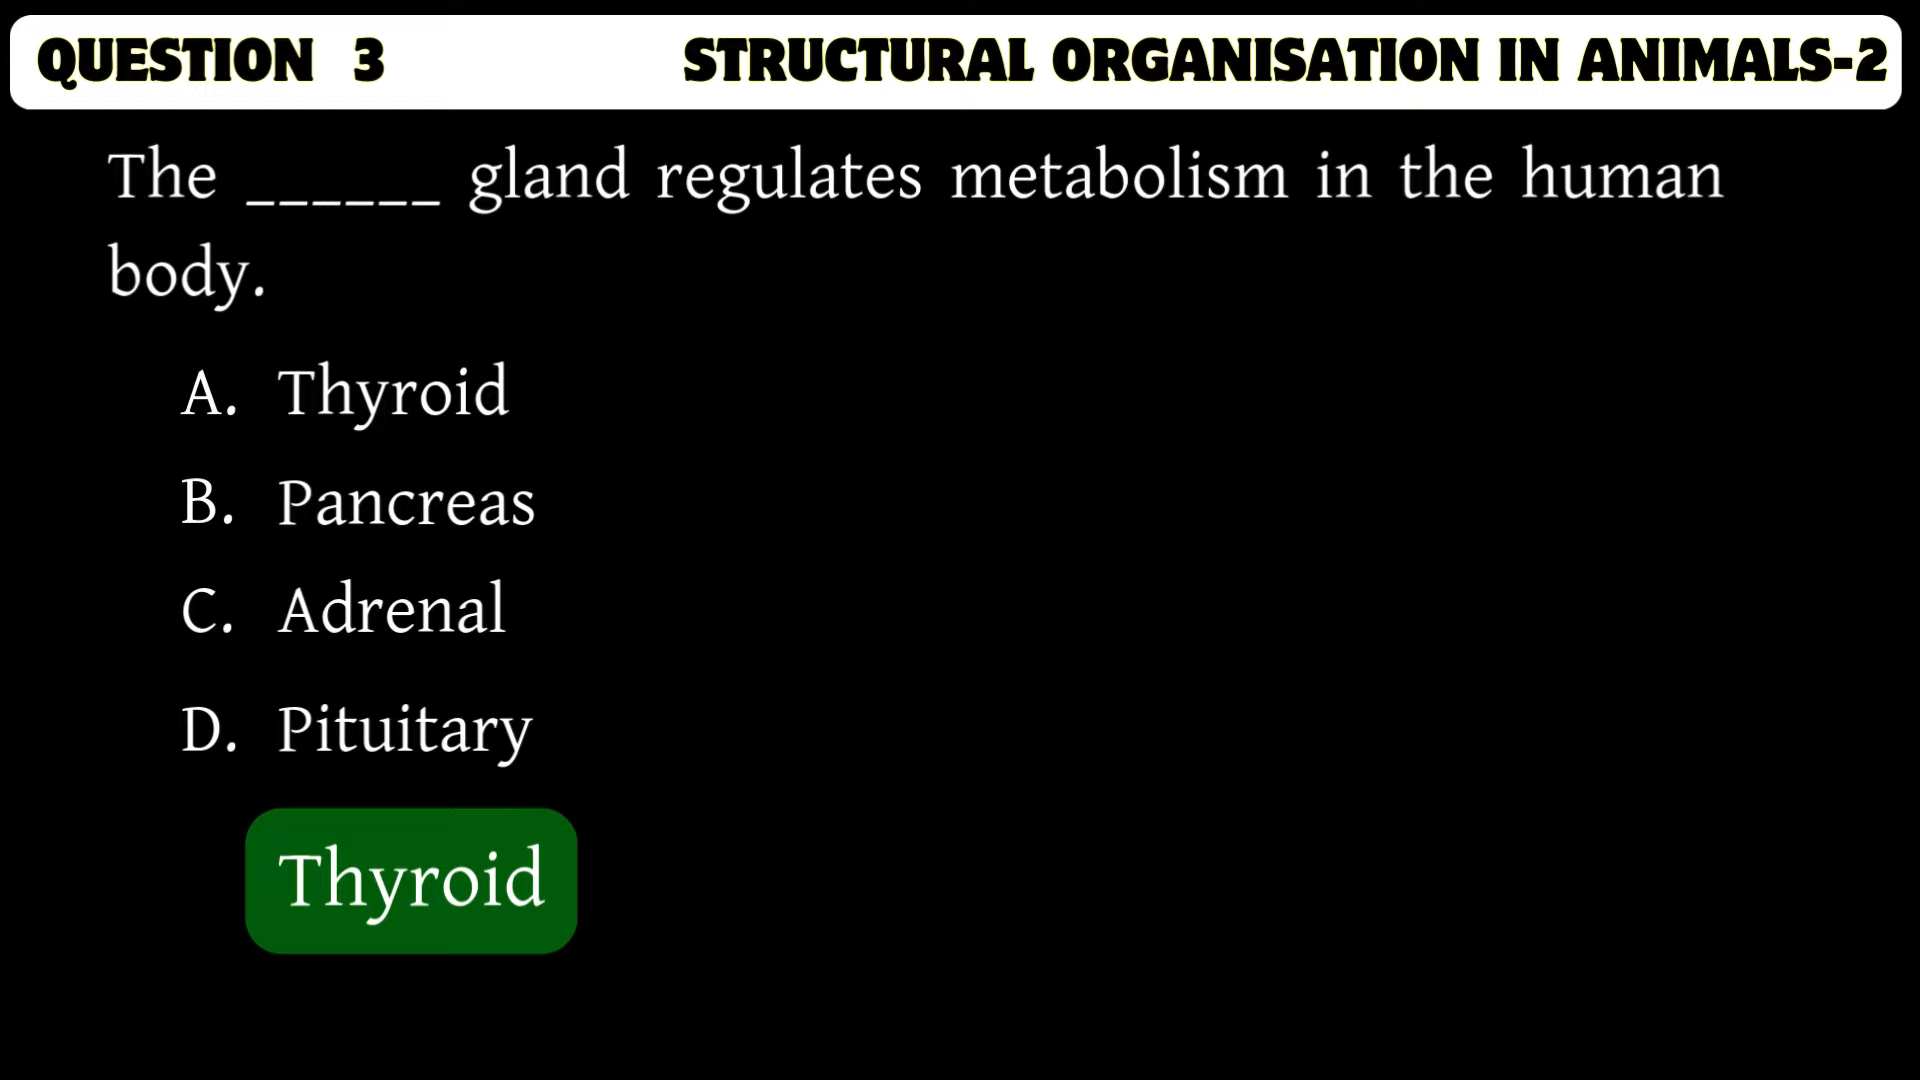 QUESTION 3 STRUCTURAL ORGANISATION IN ANIMALS-2
The ______ gland regulates metabolism in the human
body.
A. Thyroid
B. Pancreas
C. Adrenal
D. Pituitary
Thyroid